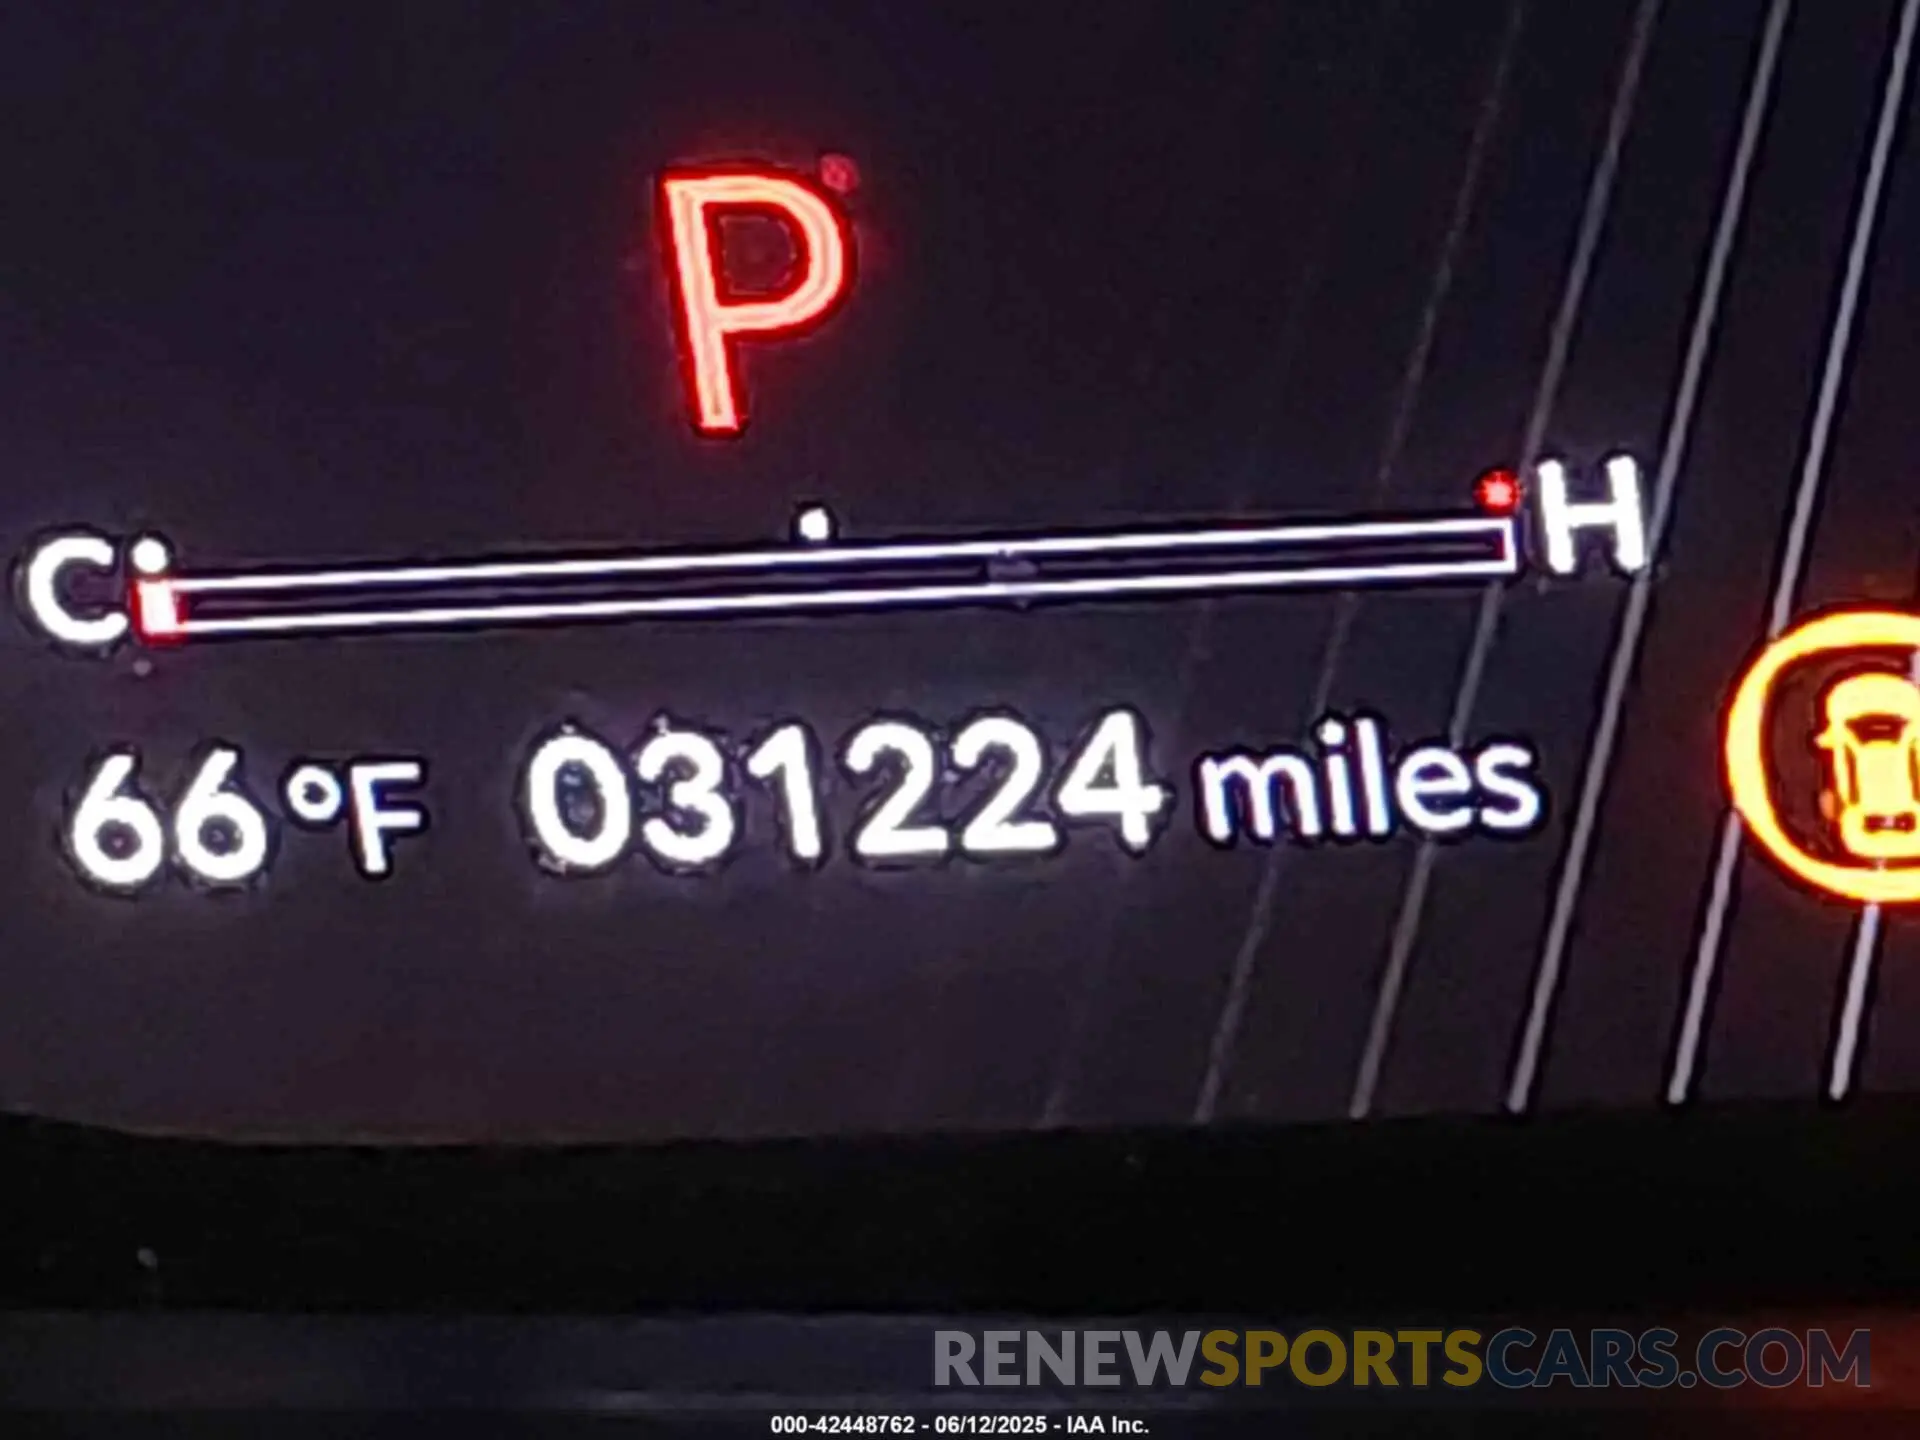 P
C H
66°F 031224 miles
RENEWSPORTSCARS.COM
000-42448762 - 06/12/2025 - IAA Inc.